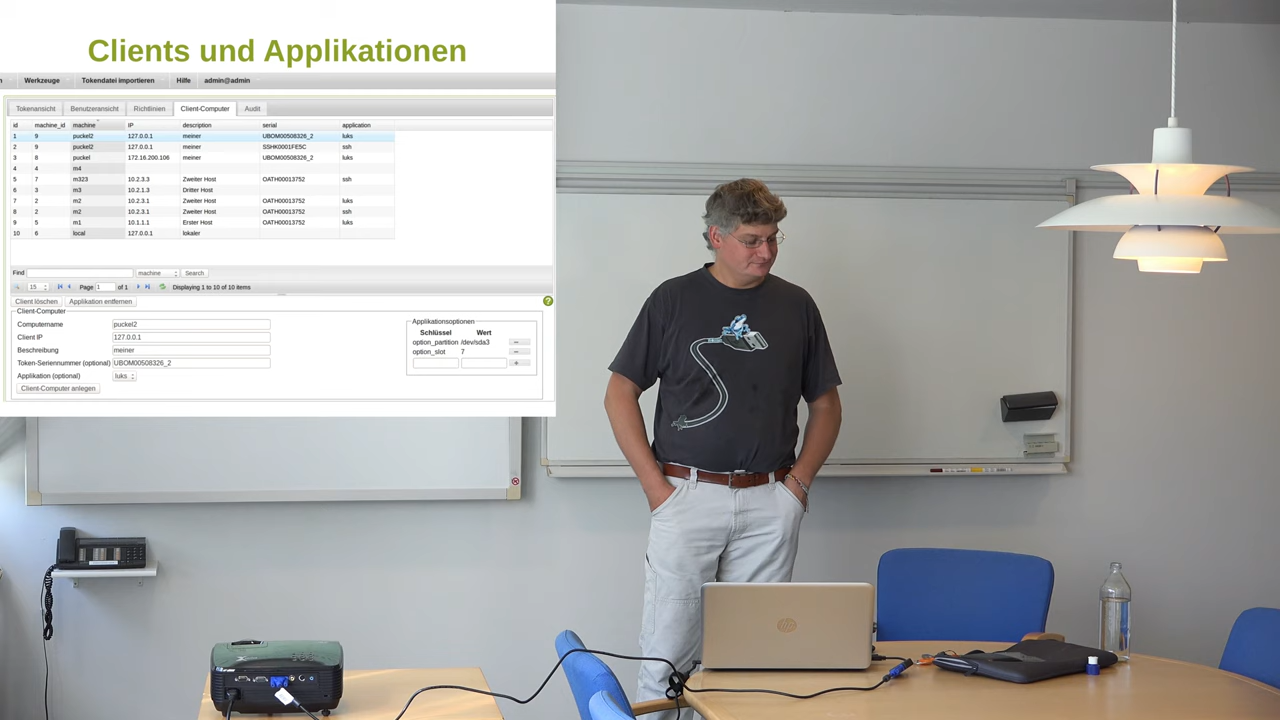 Clients und Applikationen
n Werkzeuge Tokendatei importieren Hilfe admin@admin
Tokenansicht Benutzeransicht Richtlinien Client-Computer Audit
id machine_id machine IP description serial application
1 9 puckel2 127.0.0.1 meiner UBOM00508326_2 luks
2 9 puckel2 127.0.0.1 meiner SSHK0001FE5C ssh
3 8 puckel 172.16.200.106 meiner UBOM00508326_2 luks
4 4 m4
5 7 m323 10.2.3.3 Zweiter Host OATH00013752 ssh
6 3 m3 10.2.1.3 Dritter Host
7 2 m2 10.2.3.1 Zweiter Host OATH00013752 luks
8 2 m2 10.2.3.1 Zweiter Host OATH00013752 ssh
9 5 m1 10.1.1.1 Erster Host OATH00013752 luks
10 6 local 127.0.0.1 lokaler
Find machine Search
15 Page 1 of 1 Displaying 1 to 10 of 10 items
Client löschen Applikation entfernen ?
Client-Computer
Computername puckel2
Client IP 127.0.0.1
Beschreibung meiner
Token-Seriennummer (optional) UBOM00508326_2
Applikation (optional) luks
Client-Computer anlegen
Applikationsoptionen
Schlüssel Wert
option_partition /dev/sda3 −
option_slot 7 −
+
hp